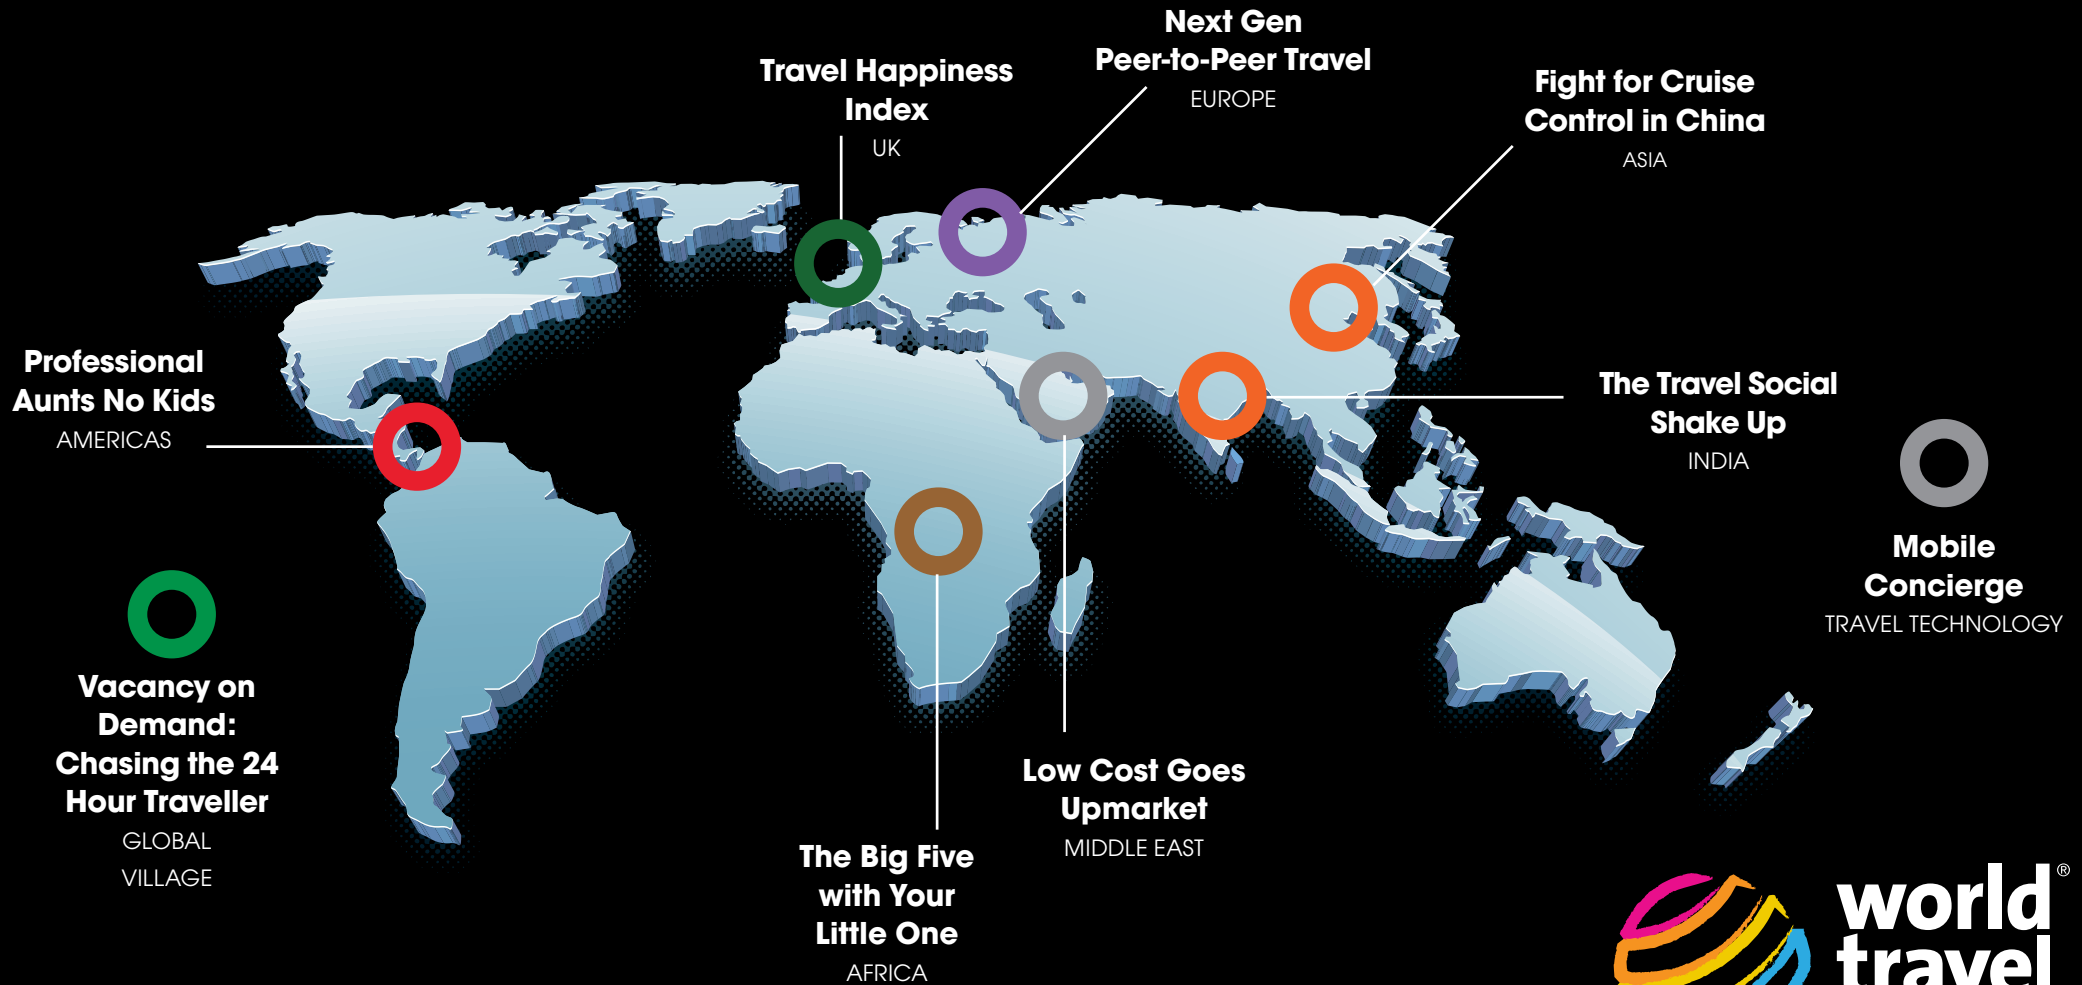 Next Gen
Peer-to-Peer Travel
EUROPE
Travel Happiness
Index
UK
Fight for Cruise
Control in China
ASIA
Professional
Aunts No Kids
AMERICAS
The Travel Social
Shake Up
INDIA
Mobile
Concierge
TRAVEL TECHNOLOGY
Vacancy on
Demand:
Chasing the 24
Hour Traveller
GLOBAL
VILLAGE
Low Cost Goes
Upmarket
MIDDLE EAST
The Big Five
with Your
Little One
AFRICA
world®
travel